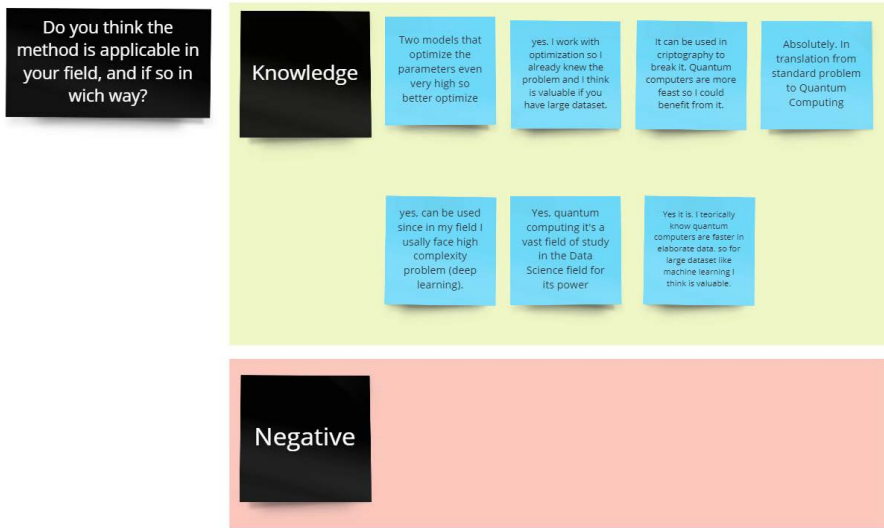 Do you think the
method is applicable in
your field, and if so in
wich way?
Knowledge
Two models that
optimize the
parameters even
very high so
better optimize
yes. I work with
optimization so I
already knew the
problem and I think
is valuable if you
have large dataset.
It can be used in
criptography to
break it. Quantum
computers are more
feast so I could
benefit from it.
Absolutely. In
translation from
standard problem
to Quantum
Computing
yes, can be used
since in my field I
usally face high
complexity
problem (deep
learning).
Yes, quantum
computing it's a
vast field of study
in the Data
Science field for
its power
Yes it is. I teorically
know quantum
computers are faster in
elaborate data. so for
large dataset like
machine learning I
think is valuable.
Negative